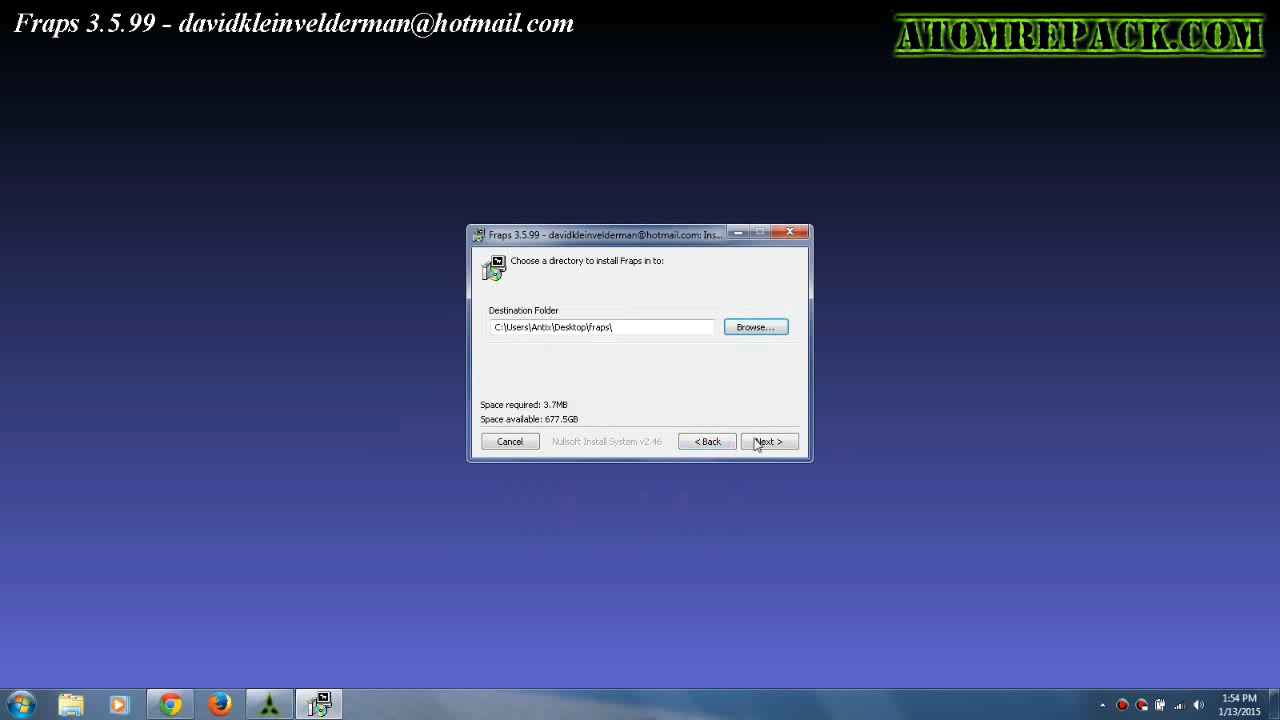 Fraps 3.5.99 - davidkleinvelderman@hotmail.com
ATOMREPACK.COM
Fraps 3.5.99 - davidkleinvelderman@hotmail.com: Ins...
Choose a directory to install Fraps in to:
Destination Folder
C:\Users\Antix\Desktop\fraps\
Browse...
Space required: 3.7MB
Space available: 677.5GB
Cancel
Nullsoft Install System v2.46
< Back
Next >
1:54 PM
1/13/2015